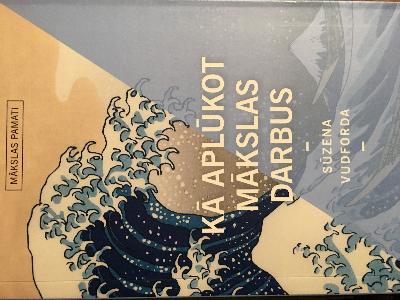 MĀKSLAS PAMATI
KĀ APLŪKOT
MĀKSLAS
DARBUS
SŪZENA
VUDFORDA